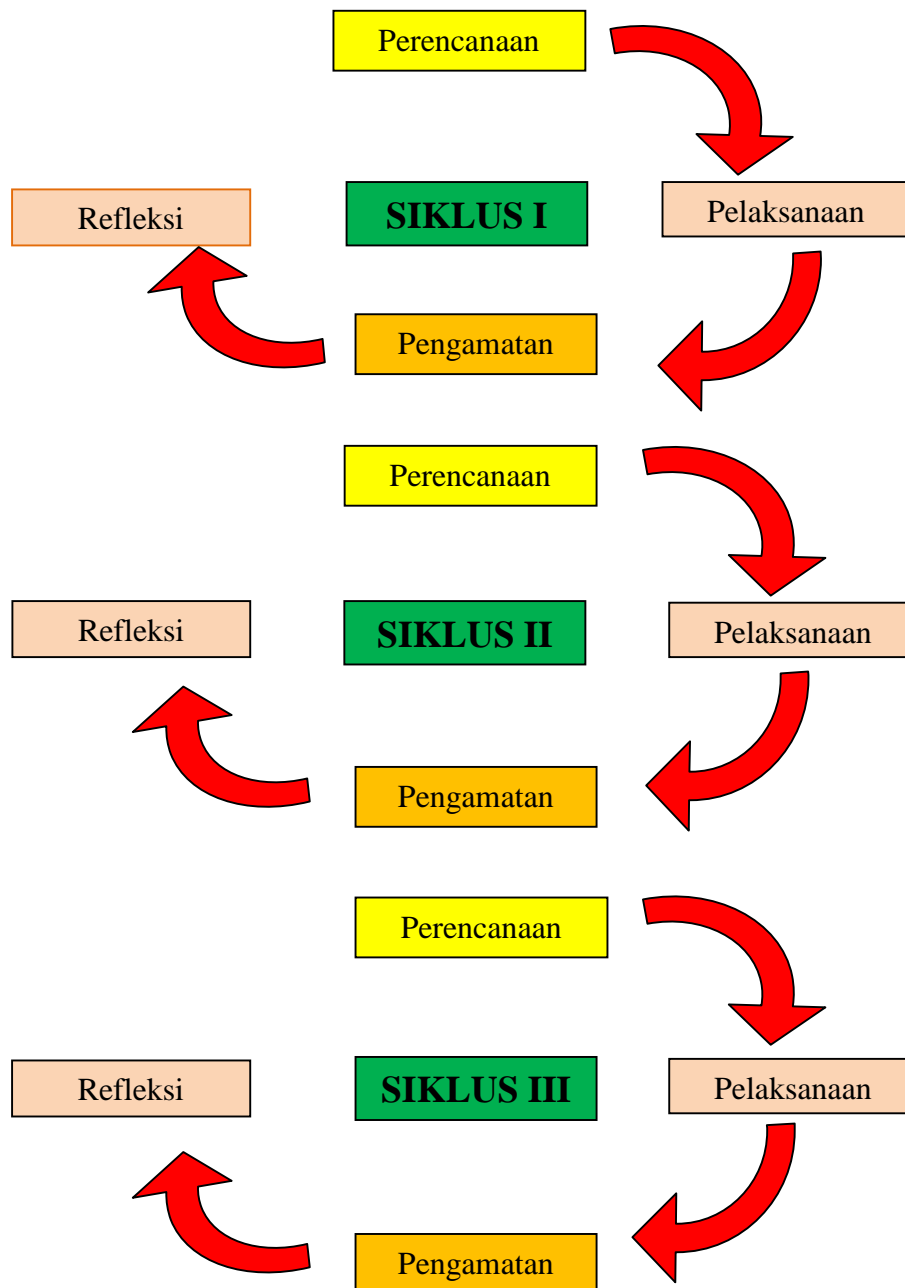 Perencanaan
Refleksi
SIKLUS I
Pelaksanaan
Pengamatan
Perencanaan
Refleksi
SIKLUS II
Pelaksanaan
Pengamatan
Perencanaan
Refleksi
SIKLUS III
Pelaksanaan
Pengamatan